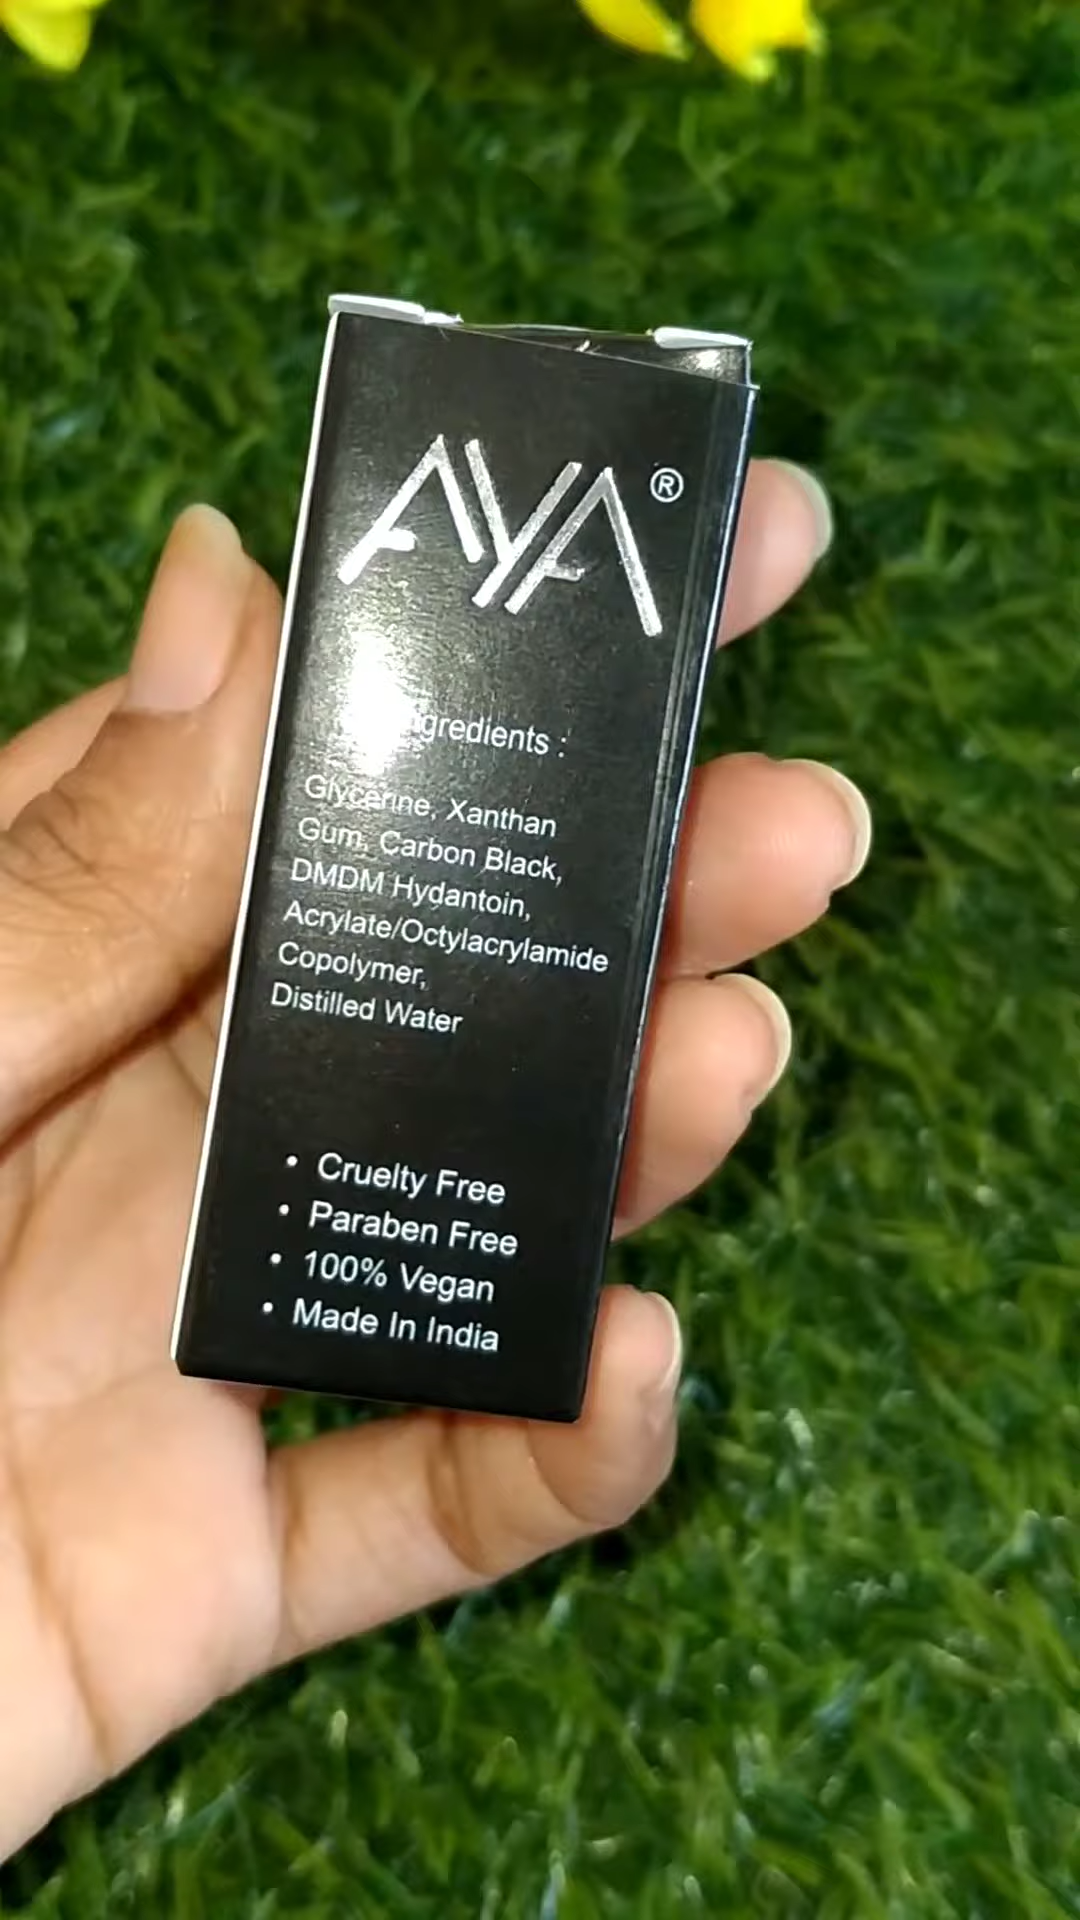 AYA®
Ingredients :
Glycerine, Xanthan
Gum, Carbon Black,
DMDM Hydantoin,
Acrylate/Octylacrylamide
Copolymer,
Distilled Water
• Cruelty Free
• Paraben Free
• 100% Vegan
• Made In India